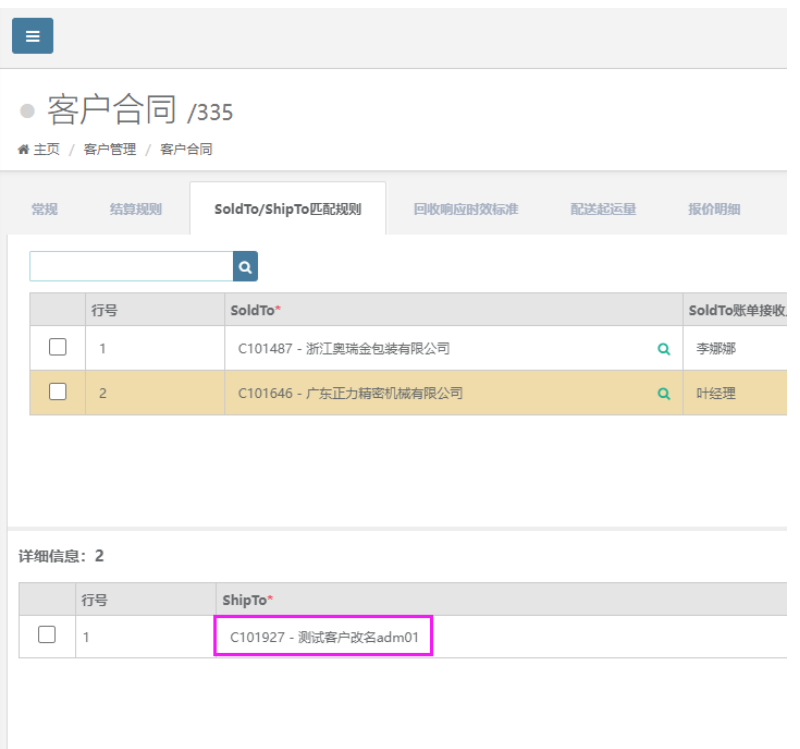 客户合同 /335
主页 / 客户管理 / 客户合同
常规 结算规则 SoldTo/ShipTo匹配规则 回收响应时效标准 配送起运量 报价明细
行号 SoldTo* SoldTo账单接收
1 C101487 - 浙江奥瑞金包装有限公司 李娜娜
2 C101646 - 广东正力精密机械有限公司 叶经理
详细信息：2
行号 ShipTo*
1 C101927 - 测试客户改名adm01